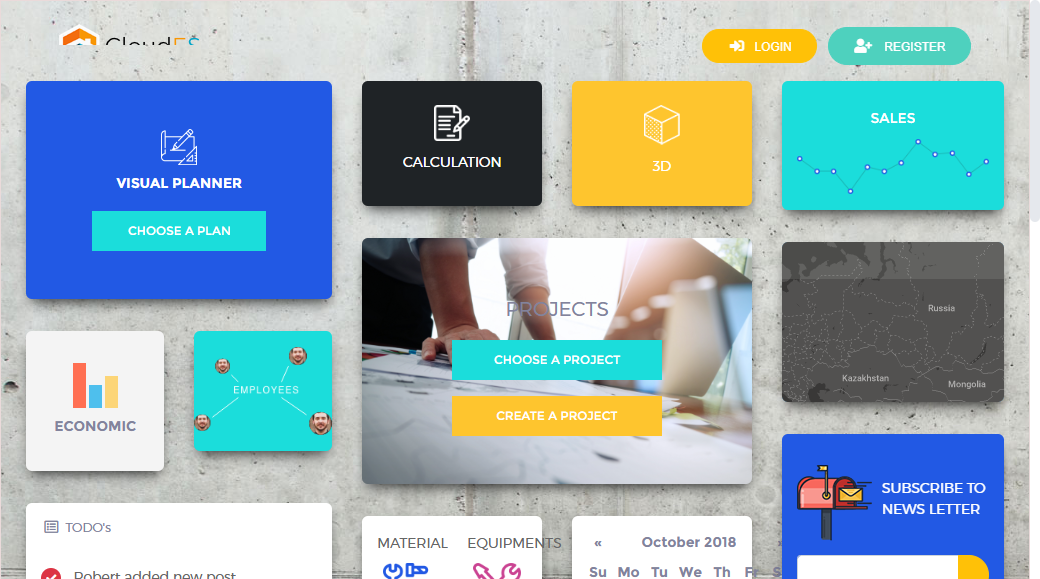 CloudEŠ
LOGIN
REGISTER
VISUAL PLANNER
CHOOSE A PLAN
CALCULATION
3D
SALES
PROJECTS
CHOOSE A PROJECT
CREATE A PROJECT
Russia
Kazakhstan
Mongolia
ECONOMIC
EMPLOYEES
SUBSCRIBE TO
NEWS LETTER
TODO's
Robert added new post
MATERIAL
EQUIPMENTS
« October 2018
Su Mo Tu We Th Fr S